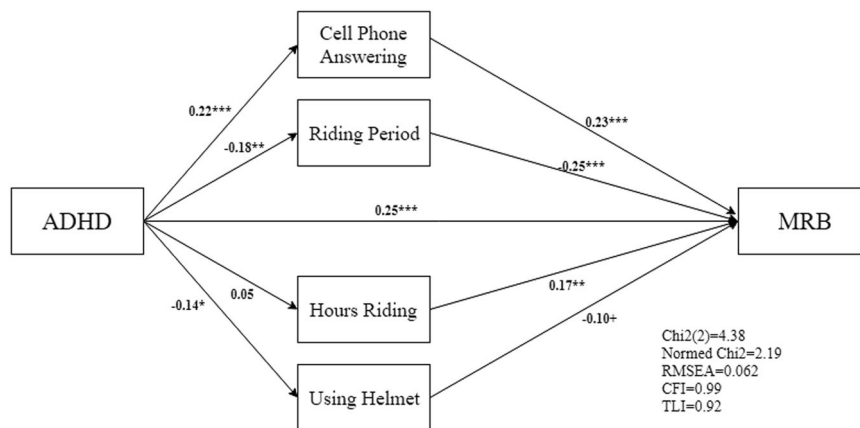 Cell Phone
Answering
0.22***
0.23***
-0.18**
Riding Period
-0.25***
ADHD
0.25***
MRB
-0.14*
0.05
Hours Riding
0.17**
-0.10+
Using Helmet
Chi2(2)=4.38
Normed Chi2=2.19
RMSEA=0.062
CFI=0.99
TLI=0.92